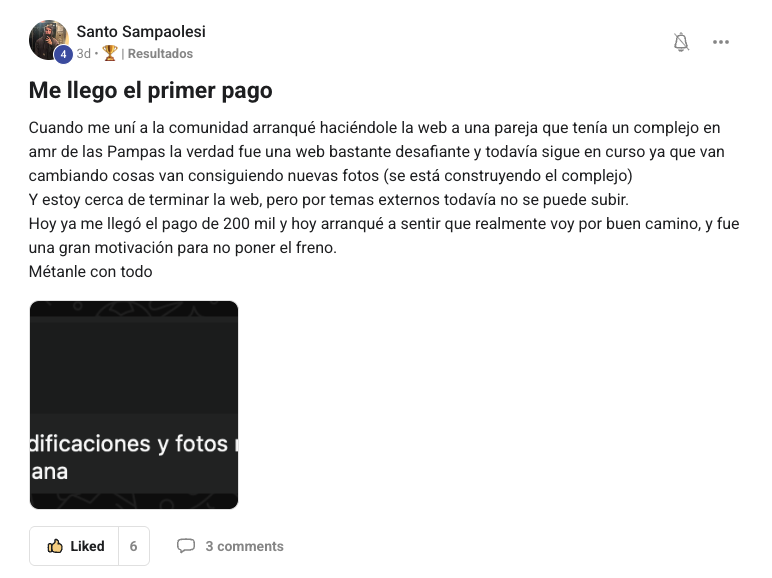 Santo Sampaolesi
4 3d • 🏆 | Resultados
Me llego el primer pago
Cuando me uní a la comunidad arranqué haciéndole la web a una pareja que tenía un complejo en
amr de las Pampas la verdad fue una web bastante desafiante y todavía sigue en curso ya que van
cambiando cosas van consiguiendo nuevas fotos (se está construyendo el complejo)
Y estoy cerca de terminar la web, pero por temas externos todavía no se puede subir.
Hoy ya me llegó el pago de 200 mil y hoy arranqué a sentir que realmente voy por buen camino, y fue
una gran motivación para no poner el freno.
Métanle con todo
dificaciones y fotos
ana
Liked 6 3 comments